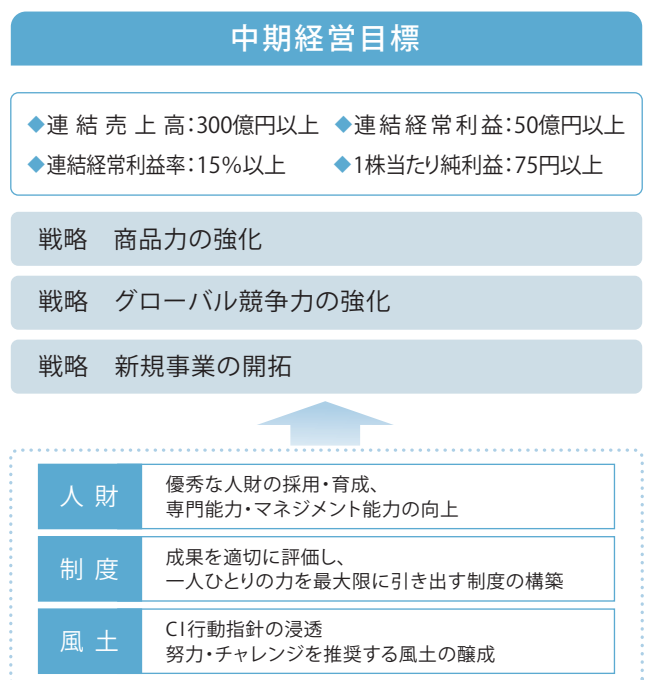 中期経営目標
◆連結売上高：300億円以上 ◆連結経常利益：50億円以上
◆連結経常利益率：15%以上 ◆1株当たり純利益：75円以上
戦略 商品力の強化
戦略 グローバル競争力の強化
戦略 新規事業の開拓
人財
優秀な人財の採用・育成、
専門能力・マネジメント能力の向上
制度
成果を適切に評価し、
一人ひとりの力を最大限に引き出す制度の構築
風土
CI行動指針の浸透
努力・チャレンジを推奨する風土の醸成